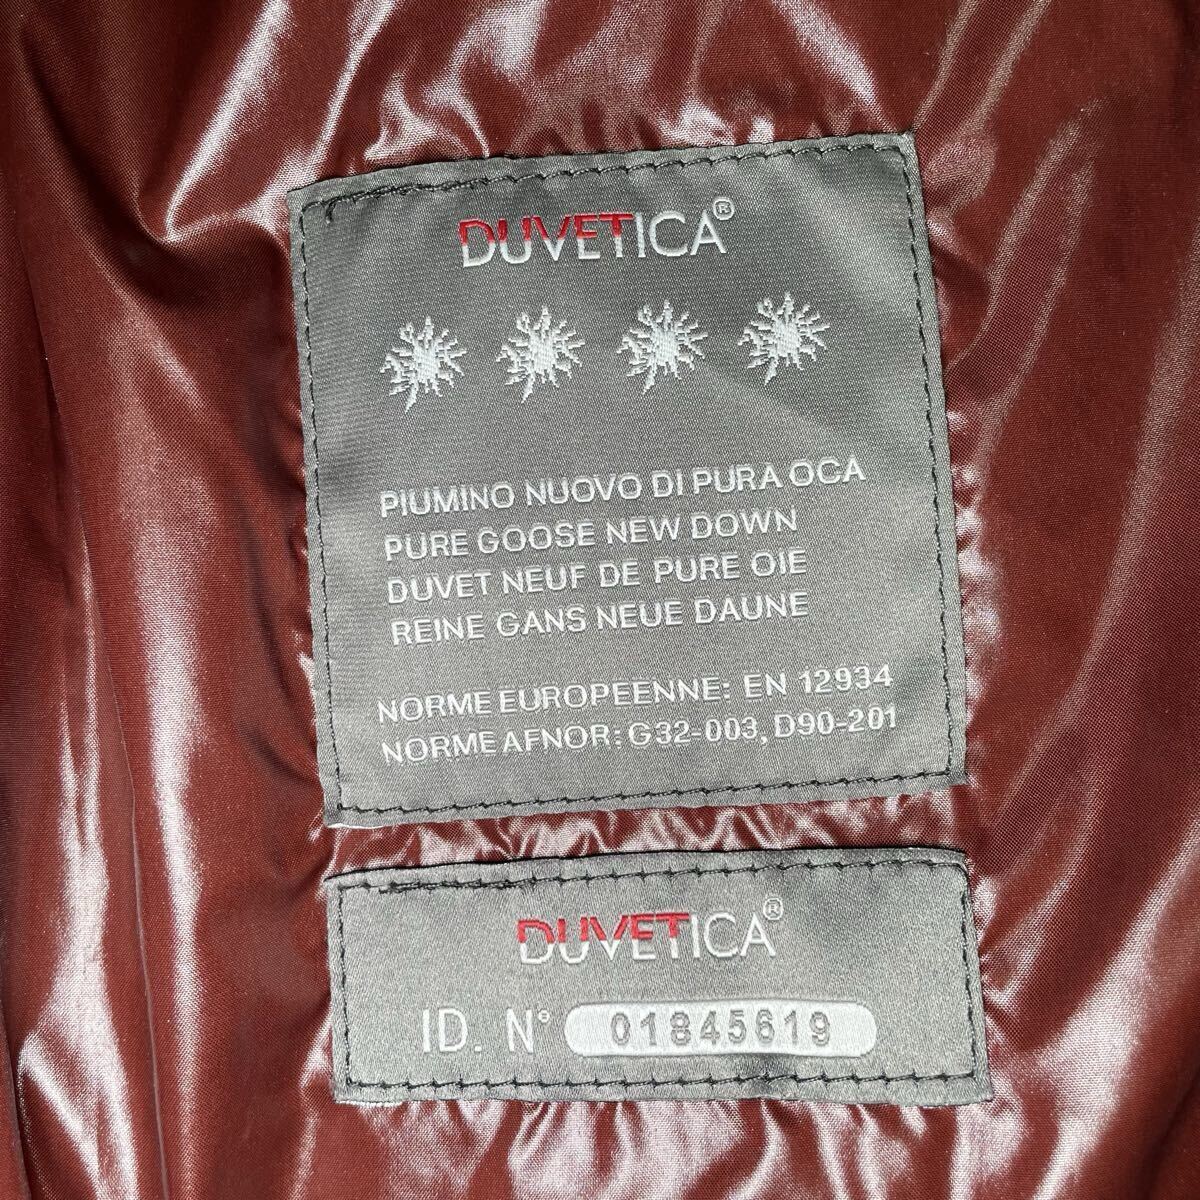 DUVETICA®
PIUMINO NUOVO DI PURA OCA
PURE GOOSE NEW DOWN
DUVET NEUF DE PURE OIE
REINE GANS NEUE DAUNE
NORME EUROPEENNE: EN 12934
NORME AFNOR: G32-003, D90-201
DUVETICA®
ID. N° 01845619